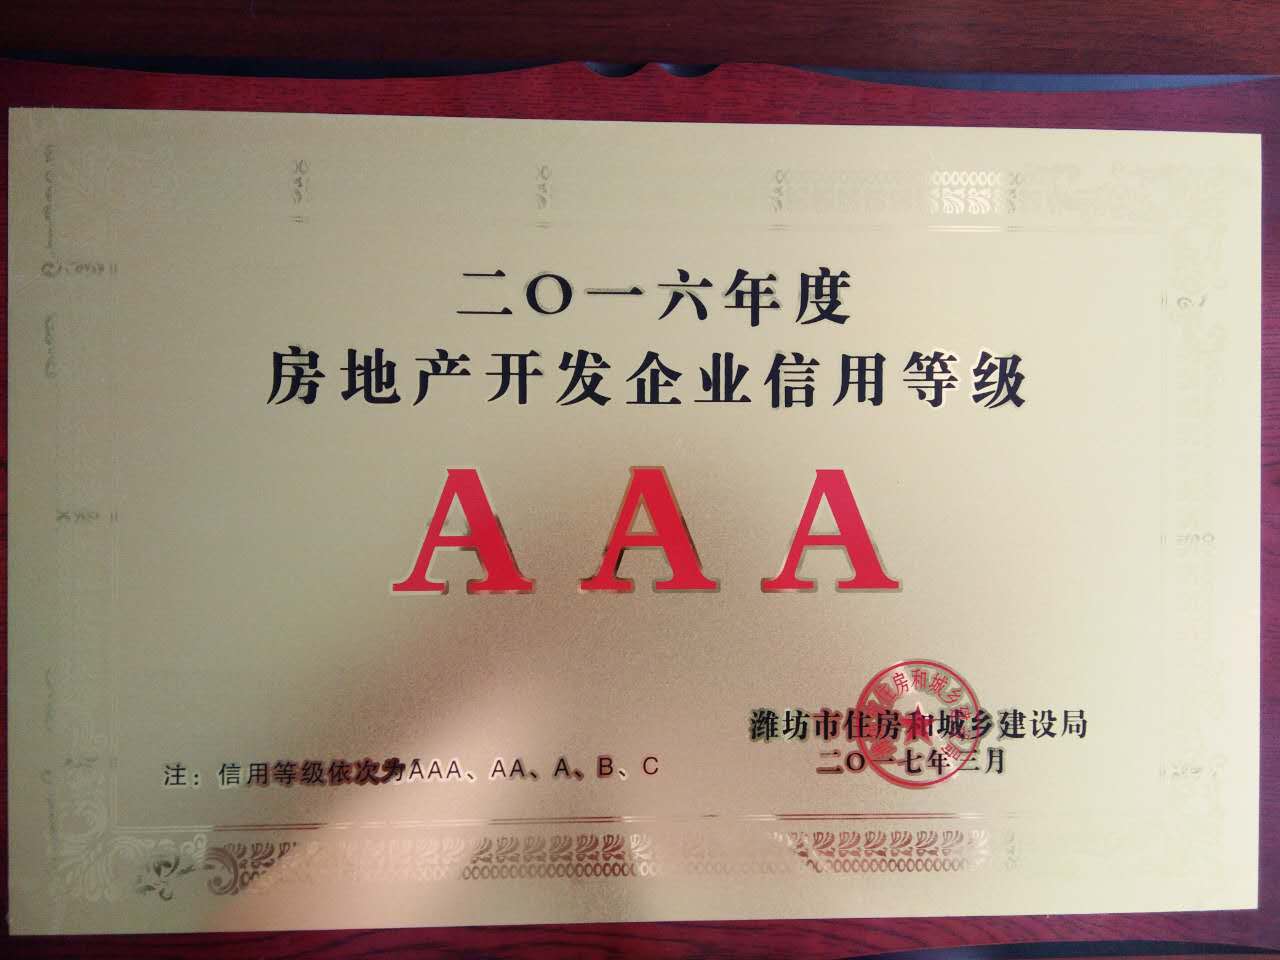 二〇一六年度
房地产开发企业信用等级
AAA
潍坊市住房和城乡建设局
二〇一七年三月
注：信用等级依次为AAA、AA、A、B、C